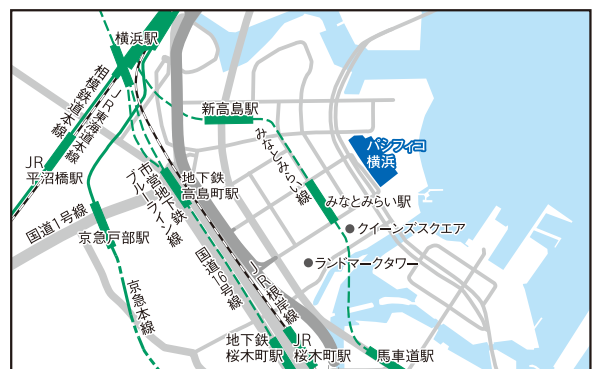 横浜駅
相模鉄道本線
JR東海道本線
新高島駅
みなとみらい線
パシフィコ
横浜
JR
平沼橋駅
市営地下鉄
ブルーライン線
地下鉄
高島町駅
みなとみらい駅
国道1号線
京急戸部駅
クイーンズスクエア
ランドマークタワー
国道16号線
JR根岸線
京急本線
地下鉄
桜木町駅
JR
桜木町駅
馬車道駅